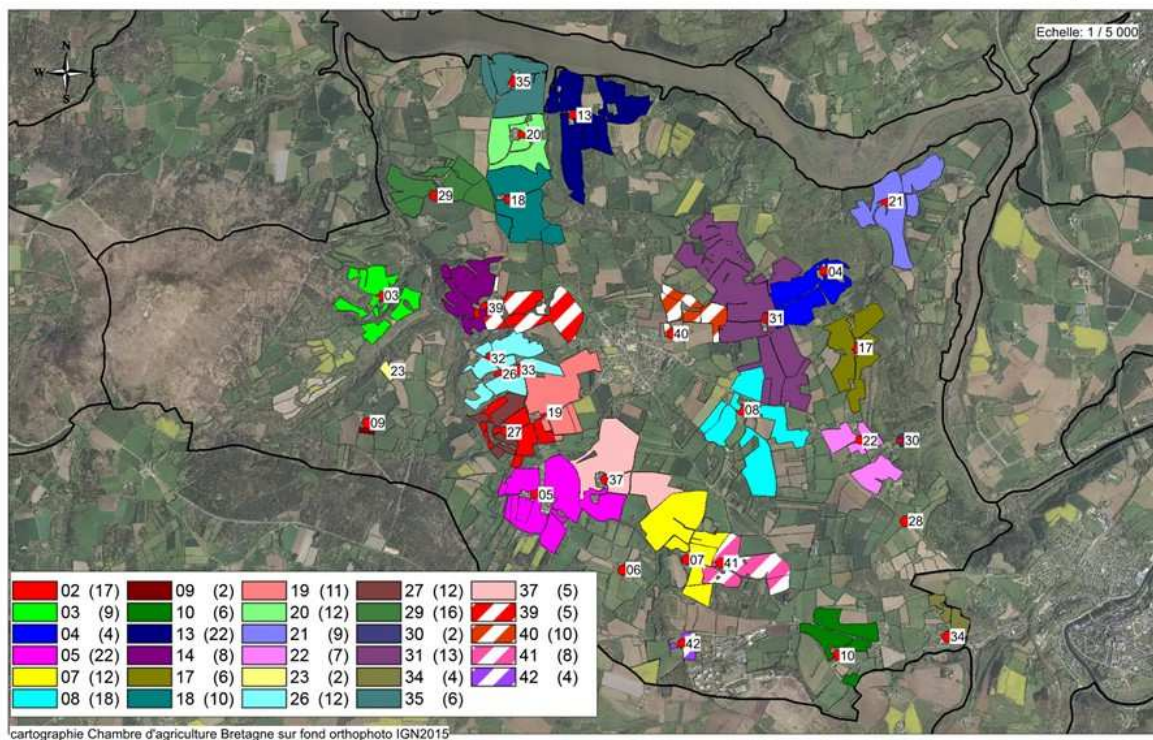 Echelle: 1 / 5 000
N
W E
S
35
13
20
29
18
21
04
03
39
31
40
17
32
33
26
23
08
19
09
27
22
30
37
05
28
07
41
06
42
34
10
02 (17) 09 (2) 19 (11) 27 (12) 37 (5)
03 (9) 10 (6) 20 (12) 29 (16) 39 (5)
04 (4) 13 (22) 21 (9) 30 (2) 40 (10)
05 (22) 14 (8) 22 (7) 31 (13) 41 (8)
07 (12) 17 (6) 23 (2) 34 (4) 42 (4)
08 (18) 18 (10) 26 (12) 35 (6)
cartographie Chambre d'agriculture Bretagne sur fond orthophoto IGN2015